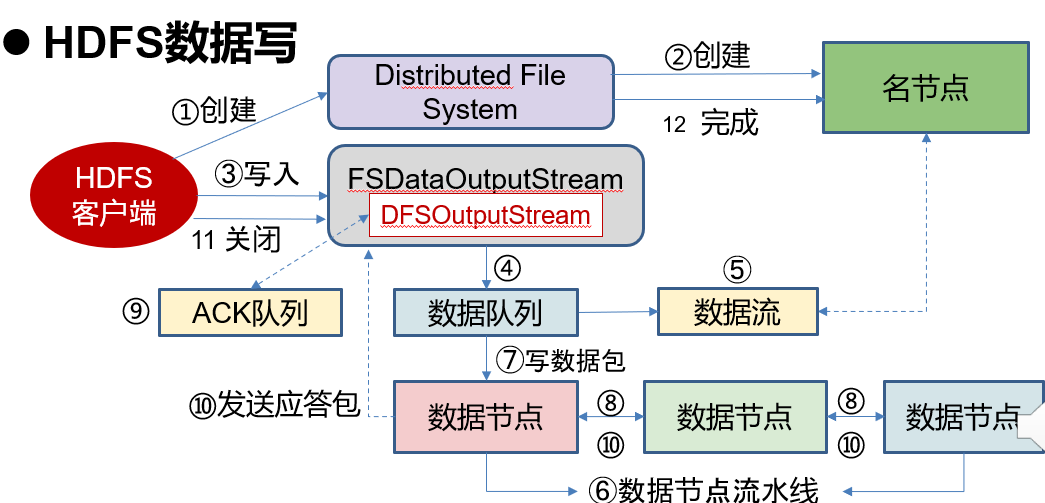 ● HDFS数据写
Distributed File
System
②创建
名节点
①创建
12 完成
HDFS
客户端
③写入
FSDataOutputStream
DFSOutputStream
11 关闭
④
⑤
⑨
ACK队列
数据队列
数据流
⑦写数据包
⑩发送应答包
数据节点
⑧
⑩
数据节点
⑧
⑩
数据节点
⑥数据节点流水线